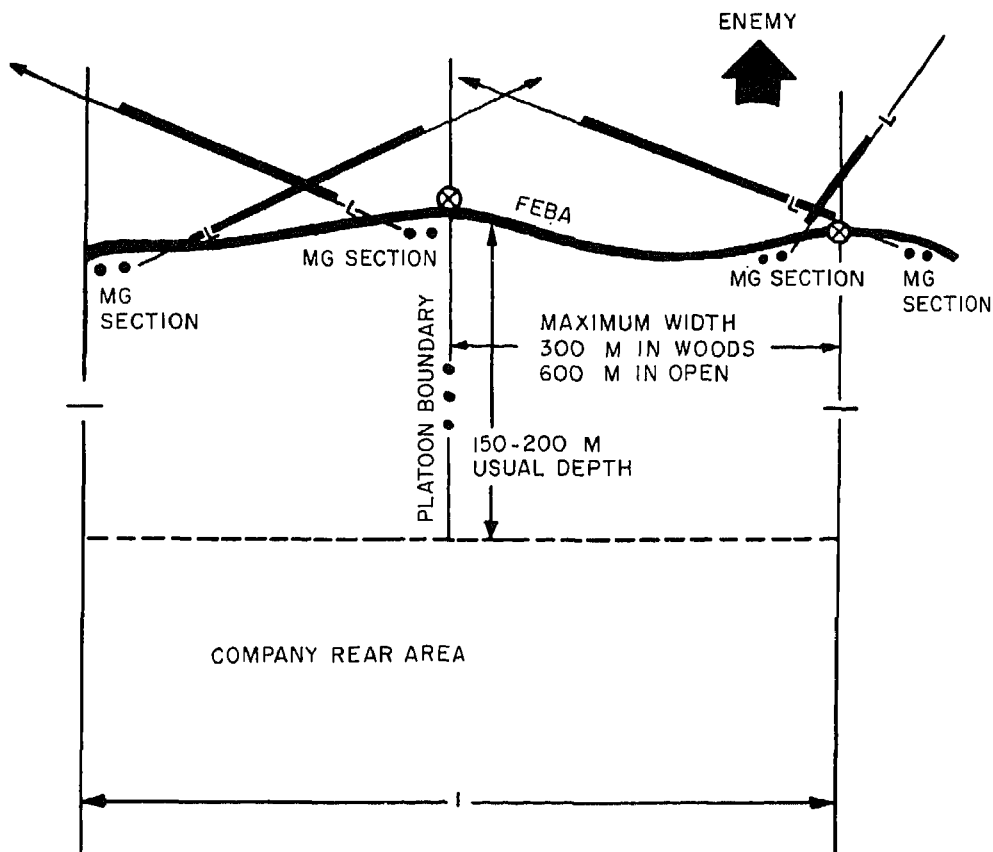 ENEMY
FEBA
MG SECTION
MG
SECTION
MG SECTION
MG
SECTION
MAXIMUM WIDTH
300 M IN WOODS
600 M IN OPEN
PLATOON BOUNDARY
150-200 M
USUAL DEPTH
COMPANY REAR AREA
L
L
L
L
I